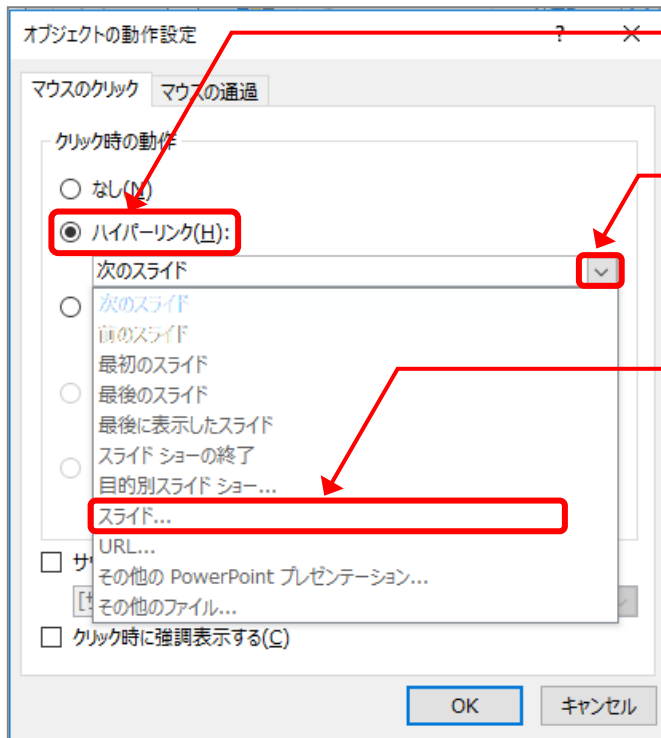 オブジェクトの動作設定
?
マウスのクリック マウスの通過
クリック時の動作
なし(N)
ハイパーリンク(H):
次のスライド
次のスライド
前のスライド
最初のスライド
最後のスライド
最後に表示したスライド
スライド ショーの終了
目的別スライド ショー...
スライド...
URL...
その他の PowerPoint プレゼンテーション...
その他のファイル...
サ
クリック時に強調表示する(C)
OK キャンセル